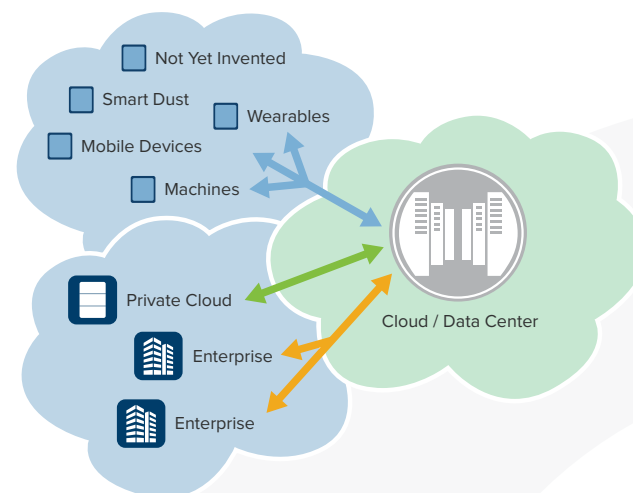 Not Yet Invented
Smart Dust
Wearables
Mobile Devices
Machines
Private Cloud
Cloud / Data Center
Enterprise
Enterprise